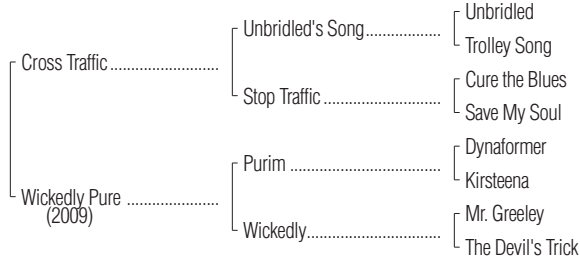 Unbridled
Unbridled's Song
Trolley Song
Cross Traffic
Cure the Blues
Stop Traffic
Save My Soul
Dynaformer
Purim
Kirsteena
Wickedly Pure
(2009)
Mr. Greeley
Wickedly
The Devil's Trick